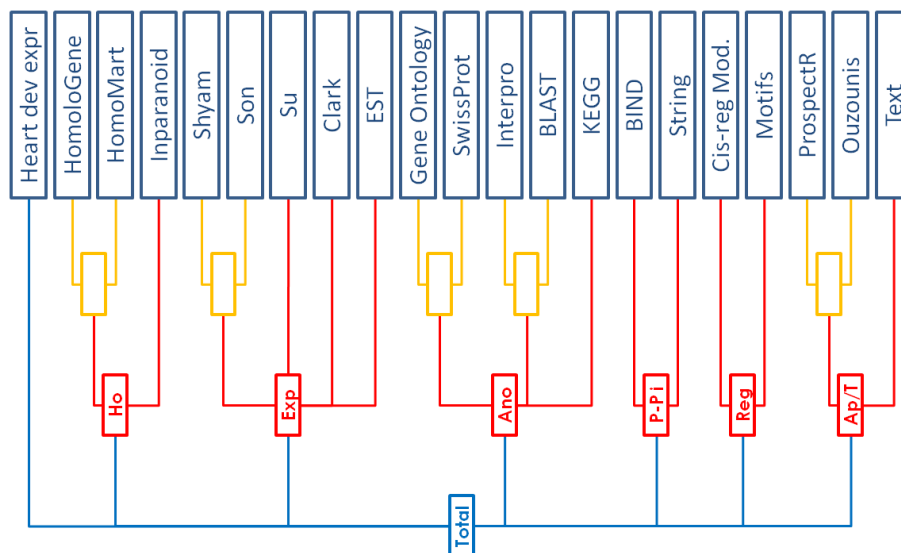 Heart dev expr
HomoloGene
HomoMart
Inparanoid
Shyam
Son
Su
Clark
EST
Gene Ontology
SwissProt
Interpro
BLAST
KEGG
BIND
String
Cis-reg Mod.
Motifs
ProspectR
Ouzounis
Text
Ho
Exp
Ano
P-Pi
Reg
Ap/T
Total